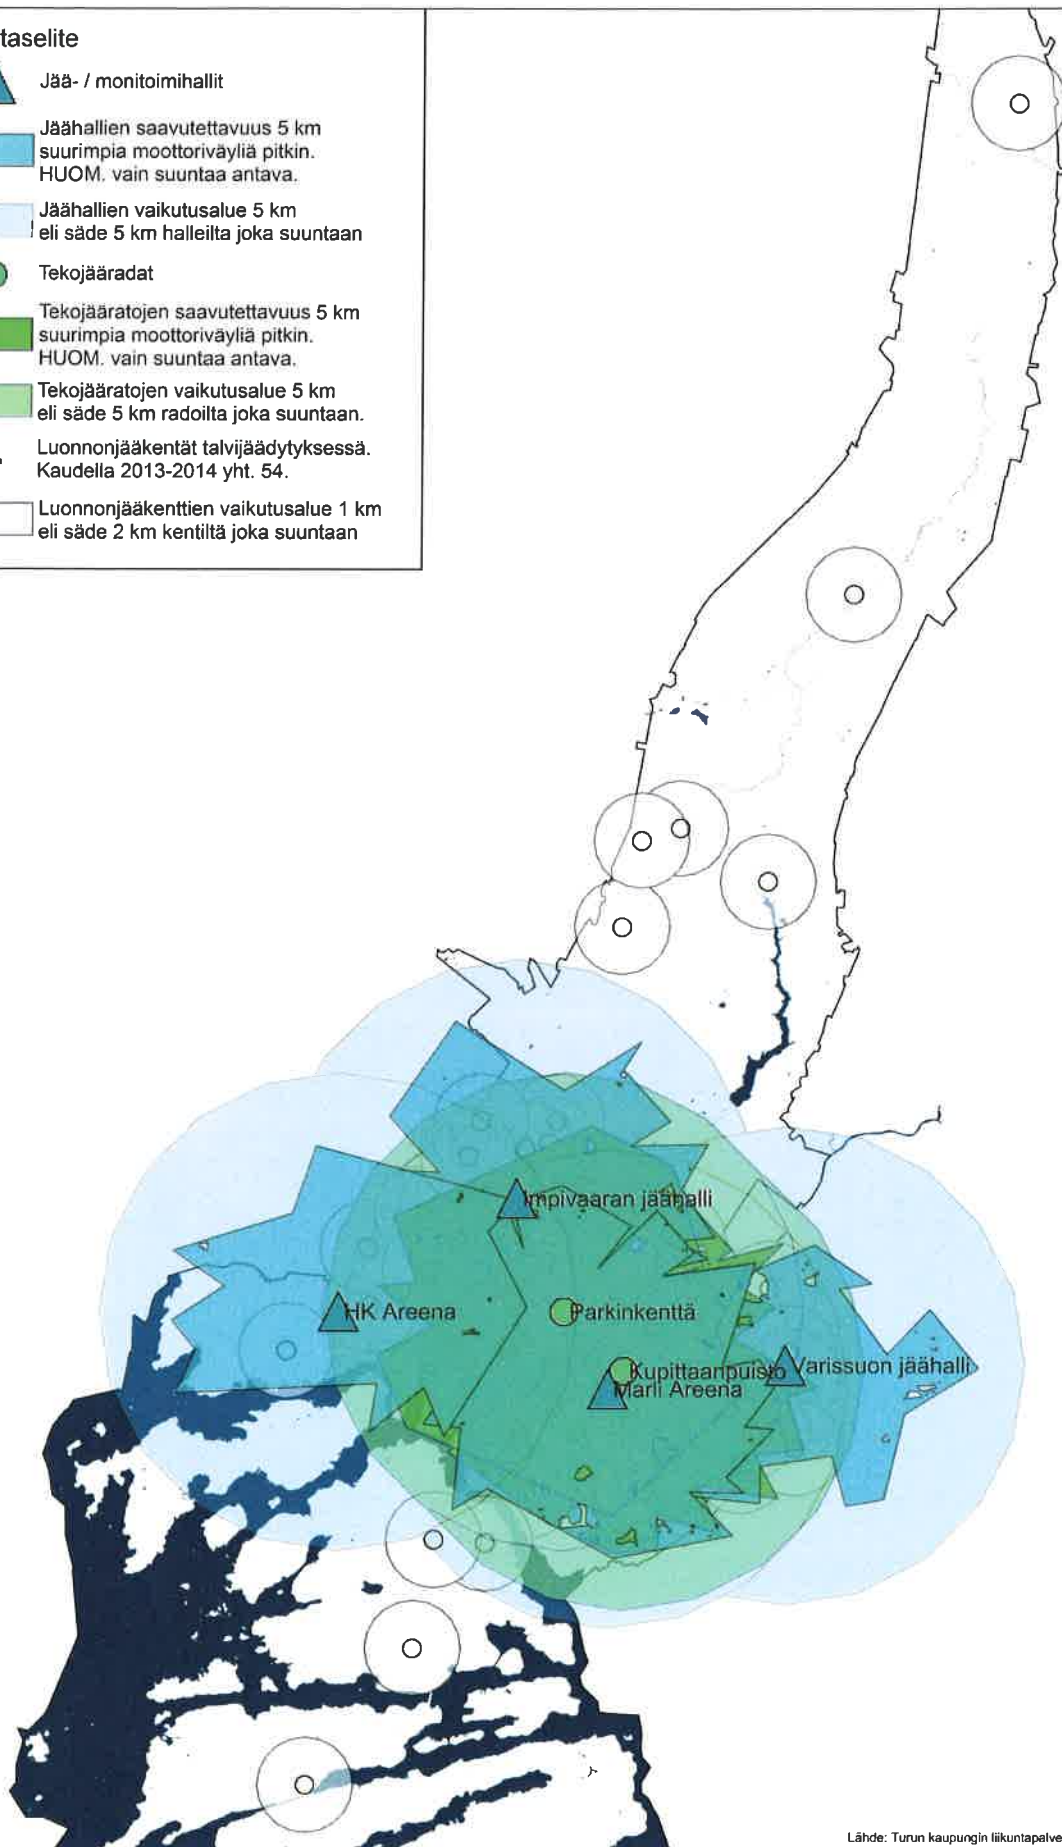 taselite
Jää- / monitoimihallit
Jäähallien saavutettavuus 5 km
suurimpia moottoriväyliä pitkin.
HUOM. vain suuntaa antava.
Jäähallien vaikutusalue 5 km
eli säde 5 km halleilta joka suuntaan
Tekojääradat
Tekojääratojen saavutettavuus 5 km
suurimpia moottoriväyliä pitkin.
HUOM. vain suuntaa antava.
Tekojääratojen vaikutusalue 5 km
eli säde 5 km radoilta joka suuntaan.
Luonnonjääkentät talvijäädytyksessä.
Kaudella 2013-2014 yht. 54.
Luonnonjääkenttien vaikutusalue 1 km
eli säde 2 km kentiltä joka suuntaan
Impivaaran jäähalli
HK Areena
Parkinkenttä
Kupittaanpuisto
Varissuon jäähalli
Marli Areena
Lähde: Turun kaupungin liikuntapalve